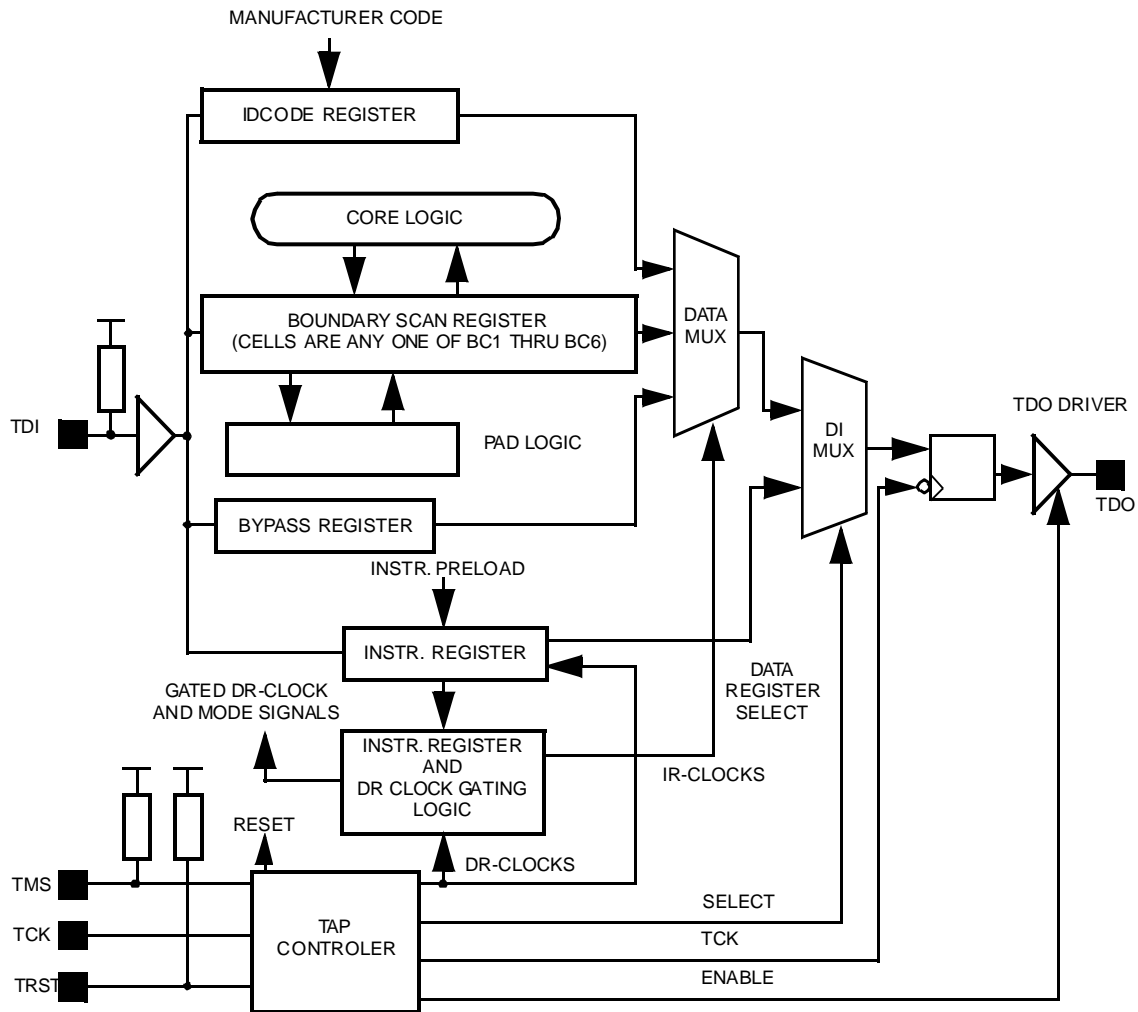 MANUFACTURER CODE
IDCODE REGISTER
CORE LOGIC
BOUNDARY SCAN REGISTER
(CELLS ARE ANY ONE OF BC1 THRU BC6)
DATA
MUX
TDI
PAD LOGIC
DI
MUX
TDO DRIVER
TDO
BYPASS REGISTER
INSTR. PRELOAD
INSTR. REGISTER
DATA
REGISTER
SELECT
GATED DR-CLOCK
AND MODE SIGNALS
INSTR. REGISTER
AND
DR CLOCK GATING
LOGIC
IR-CLOCKS
RESET
DR-CLOCKS
TMS
TCK
TRST
TAP
CONTROLER
SELECT
TCK
ENABLE